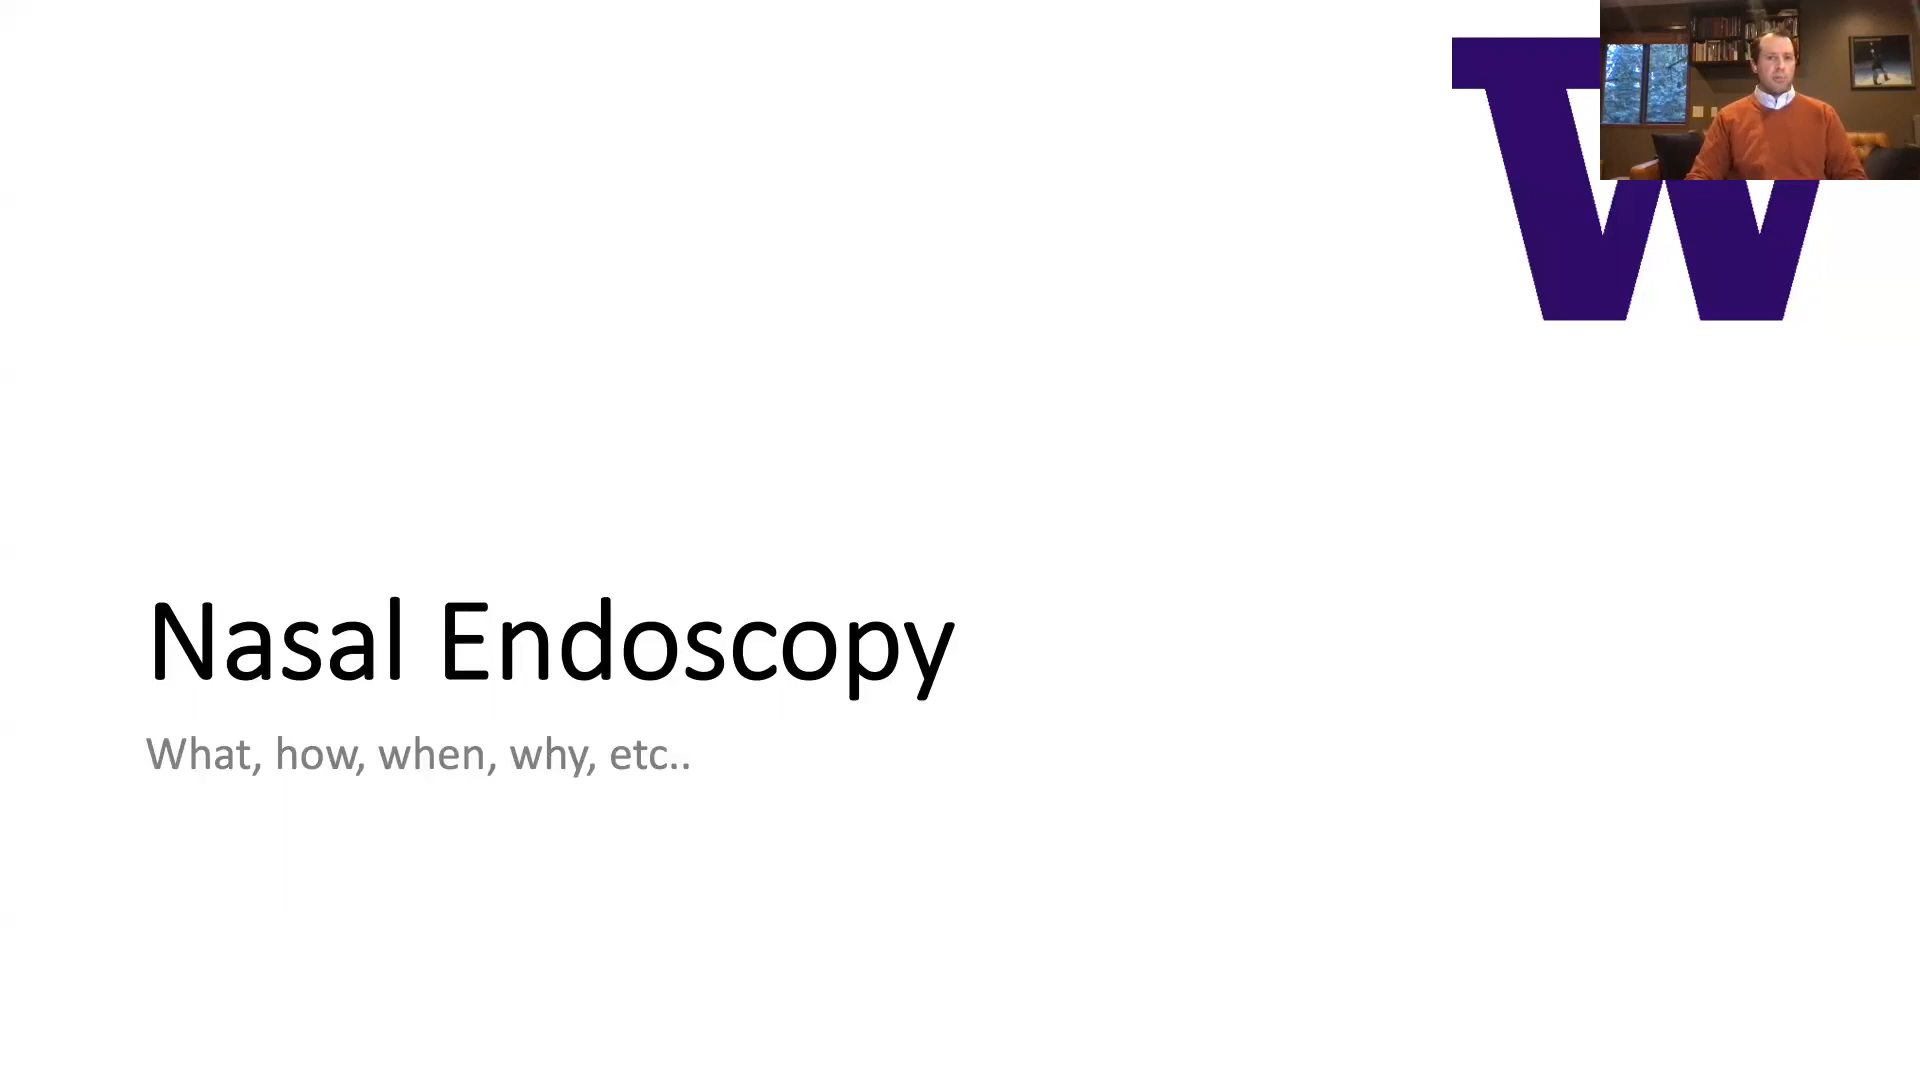 W
Nasal Endoscopy
What, how, when, why, etc..